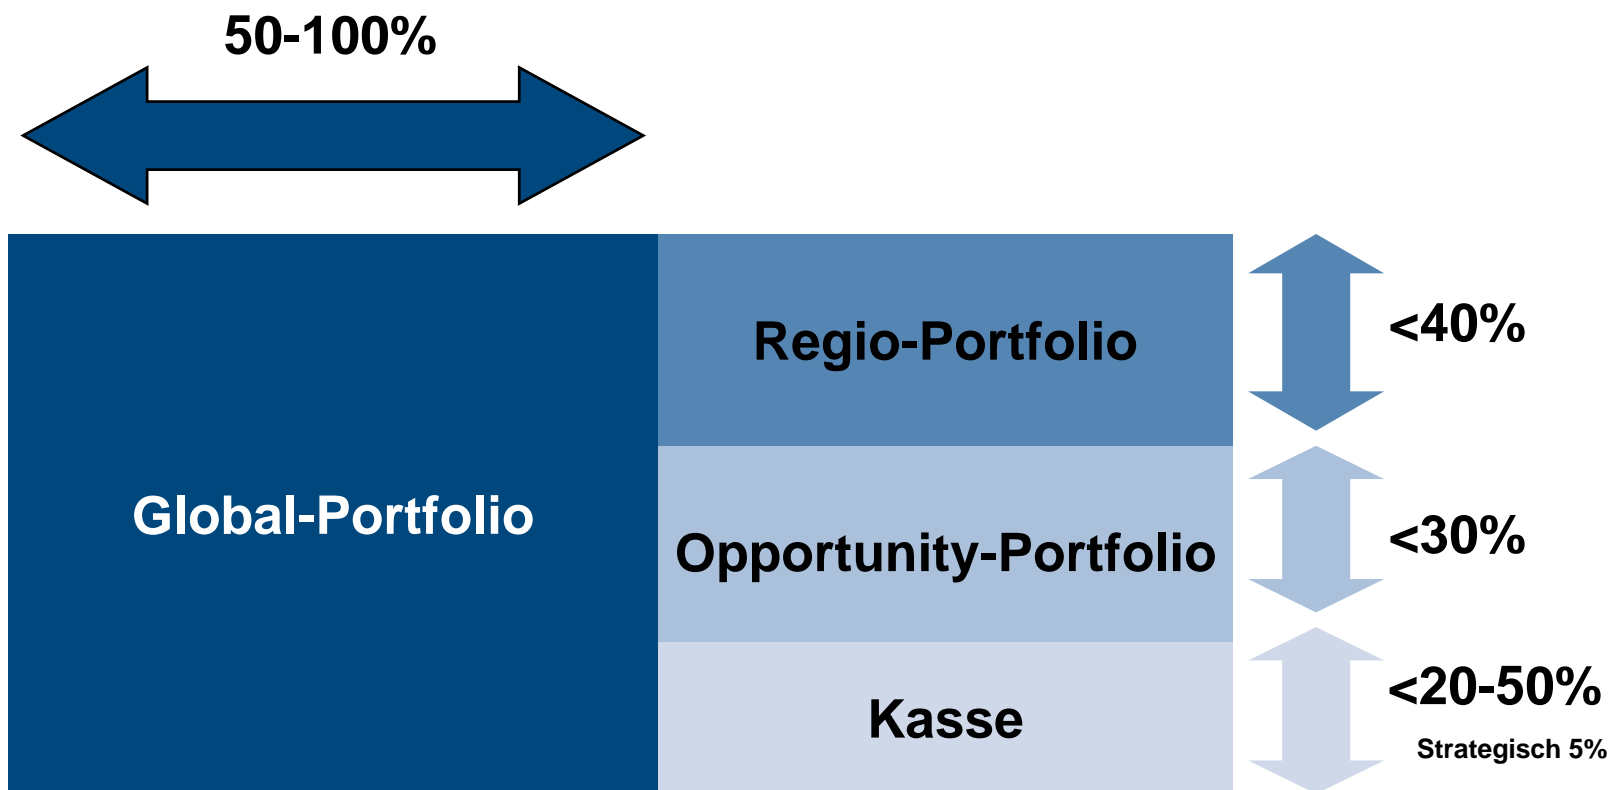 50-100%
Regio-Portfolio
<40%
Global-Portfolio
Opportunity-Portfolio
<30%
Kasse
<20-50%
Strategisch 5%